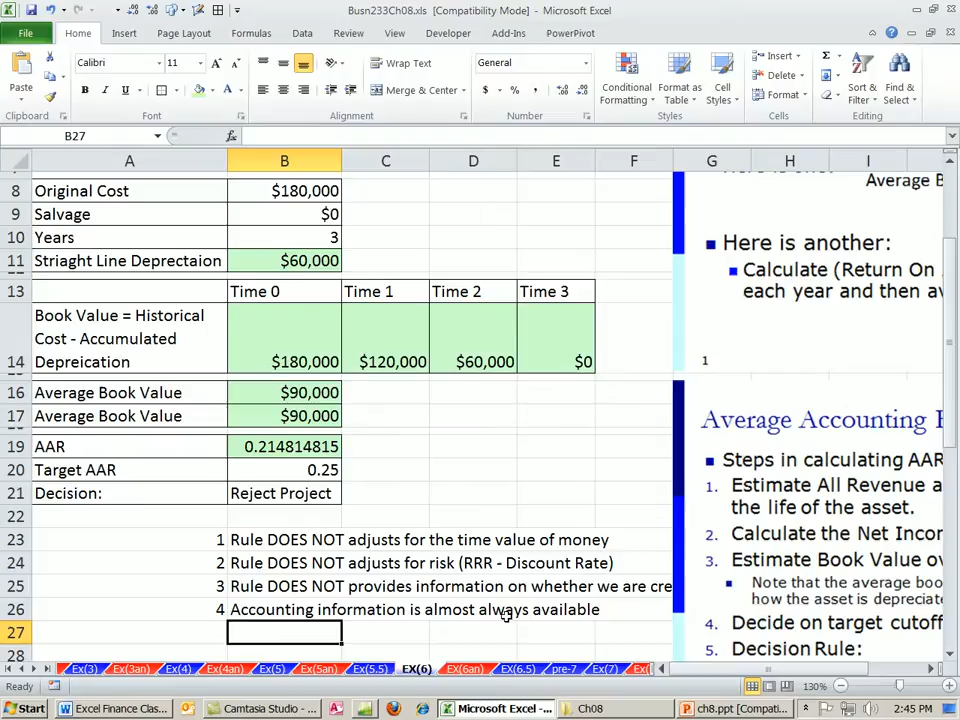 Busn233Ch08.xls [Compatibility Mode] - Microsoft Excel
File Home Insert Page Layout Formulas Data Review View Developer Add-Ins PowerPivot
Calibri 11 Wrap Text General Insert
Paste B I U Merge & Center $ % , Conditional Formatting Format as Table Cell Styles Delete Format Sort & Filter Find & Select
Clipboard Font Alignment Number Styles Cells Editing
B27 fx
A B C D E F G H I
8 Original Cost $180,000
9 Salvage $0
10 Years 3
11 Striaght Line Deprectaion $60,000
13 Time 0 Time 1 Time 2 Time 3
Book Value = Historical
Cost - Accumulated
14 Depreication $180,000 $120,000 $60,000 $0
16 Average Book Value $90,000
17 Average Book Value $90,000
19 AAR 0.214814815
20 Target AAR 0.25
21 Decision: Reject Project
22
23 1 Rule DOES NOT adjusts for the time value of money
24 2 Rule DOES NOT adjusts for risk (RRR - Discount Rate)
25 3 Rule DOES NOT provides information on whether we are cre
26 4 Accounting information is almost always available
27
28
Average B
Here is another:
Calculate (Return On
each year and then av
1
Average Accounting
Steps in calculating AAR
1. Estimate All Revenue a
the life of the asset.
2. Calculate the Net Incor
3. Estimate Book Value ov
Note that the average boo
how the asset is depreciate
4. Decide on target cutoff
5. Decision Rule:
EX(3) Ex(3an) EX(4) Ex(4an) EX(5) Ex(5an) EX(5.5) EX(6) EX(6an) EX(6.5) pre-7 EX(7)
Ready 130%
Start Excel Finance Clas... Camtasia Studio - ... Microsoft Excel -... Ch08 ch8.ppt [Compati... 2:45 PM